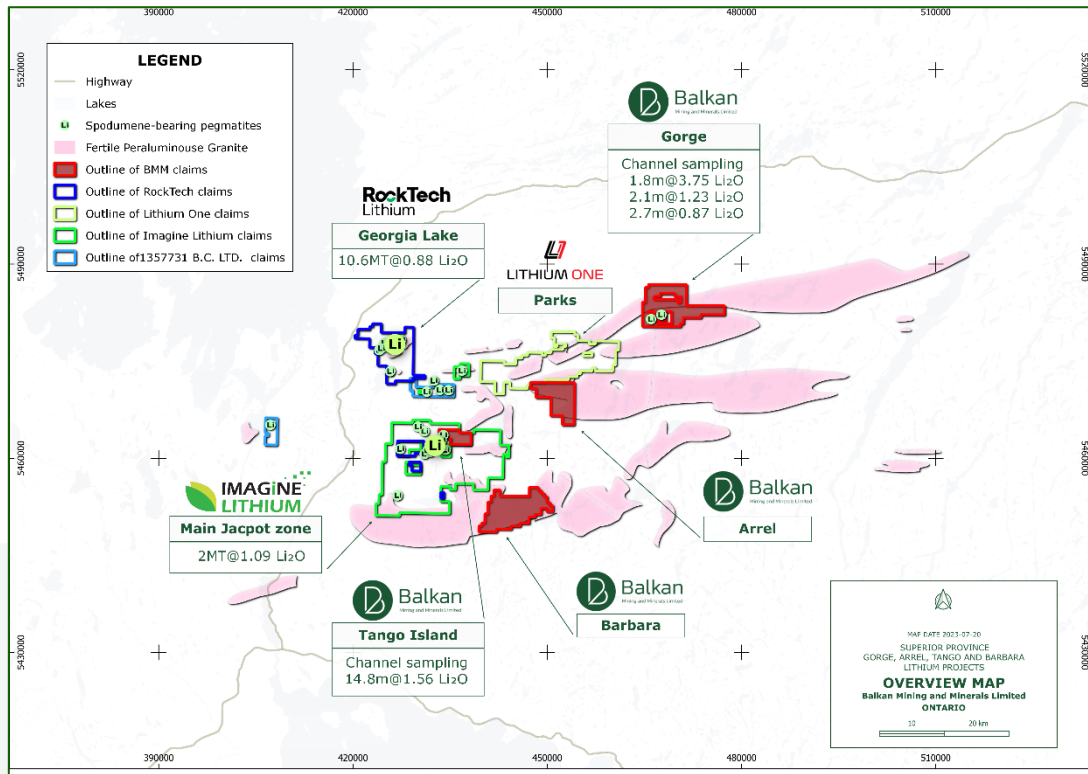 390000
420000
450000
480000
510000
5520000
5520000
LEGEND
Highway
Lakes
Li Spodumene-bearing pegmatites
Fertile Peraluminouse Granite
Outline of BMM claims
Outline of RockTech claims
Outline of Lithium One claims
Outline of Imagine Lithium claims
Outline of1357731 B.C. LTD. claims
Balkan
Mining and Minerals Limited
Gorge
Channel sampling
1.8m@3.75 Li₂O
2.1m@1.23 Li₂O
2.7m@0.87 Li₂O
RockTech
Lithium
Georgia Lake
10.6MT@0.88 Li₂O
LITHIUM ONE
Parks
5490000
5490000
Li
Li
5460000
5460000
IMAGINE
LITHIUM
Main Jacpot zone
2MT@1.09 Li₂O
Balkan
Mining and Minerals Limited
Arrel
Balkan
Mining and Minerals Limited
Barbara
Balkan
Mining and Minerals Limited
Tango Island
Channel sampling
14.8m@1.56 Li₂O
5430000
5430000
MAP DATE 2023-07-20
SUPERIOR PROVINCE
GORGE, ARREL, TANGO AND BARBARA
LITHIUM PROJECTS
OVERVIEW MAP
Balkan Mining and Minerals Limited
ONTARIO
10 20 km
390000
420000
450000
480000
510000